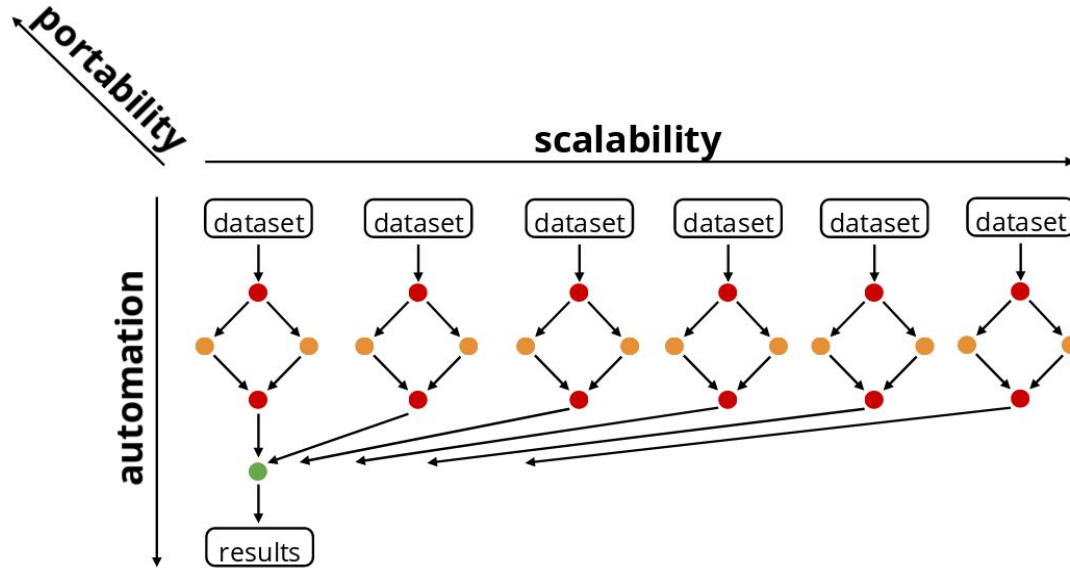 portability
scalability
dataset dataset dataset dataset dataset dataset
automation
results